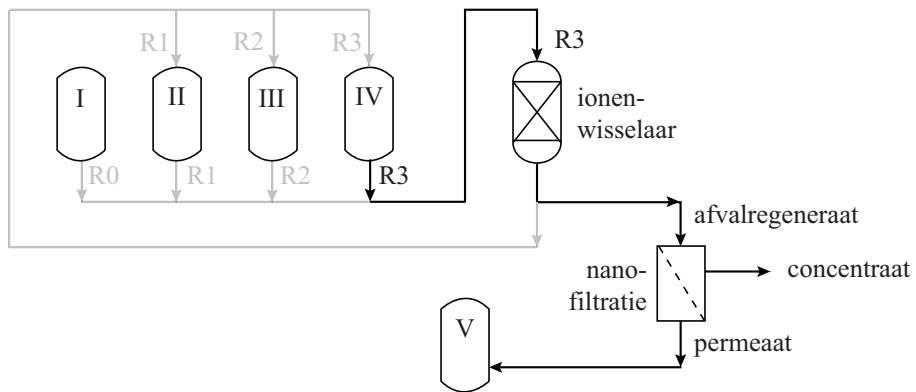 R1
R2
R3
R3
I
II
III
IV
ionen-
wisselaar
R0
R1
R2
R3
afvalregeneraat
nano-
filtratie
concentraat
V
permeaat